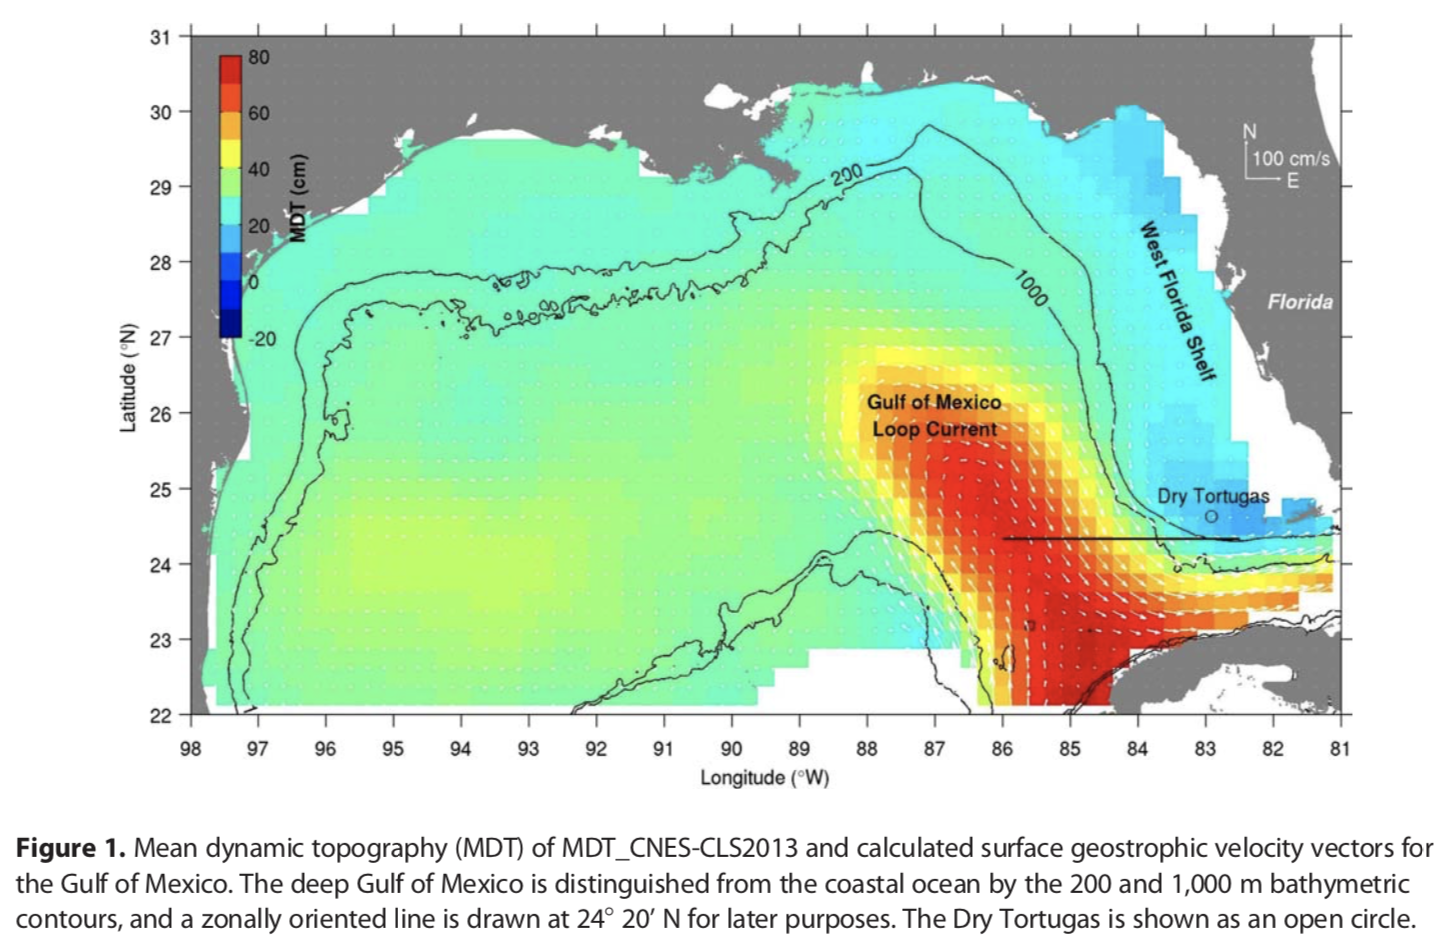 31
30
29
28
27
26
25
24
23
22
Latitude (°N)
80
60
40
20
0
-20
MDT (cm)
200
1000
N
100 cm/s
E
West Florida Shelf
Florida
Gulf of Mexico
Loop Current
Dry Tortugas
98 97 96 95 94 93 92 91 90 89 88 87 86 85 84 83 82 81
Longitude (°W)
Figure 1. Mean dynamic topography (MDT) of MDT_CNES-CLS2013 and calculated surface geostrophic velocity vectors for
the Gulf of Mexico. The deep Gulf of Mexico is distinguished from the coastal ocean by the 200 and 1,000 m bathymetric
contours, and a zonally oriented line is drawn at 24° 20′ N for later purposes. The Dry Tortugas is shown as an open circle.